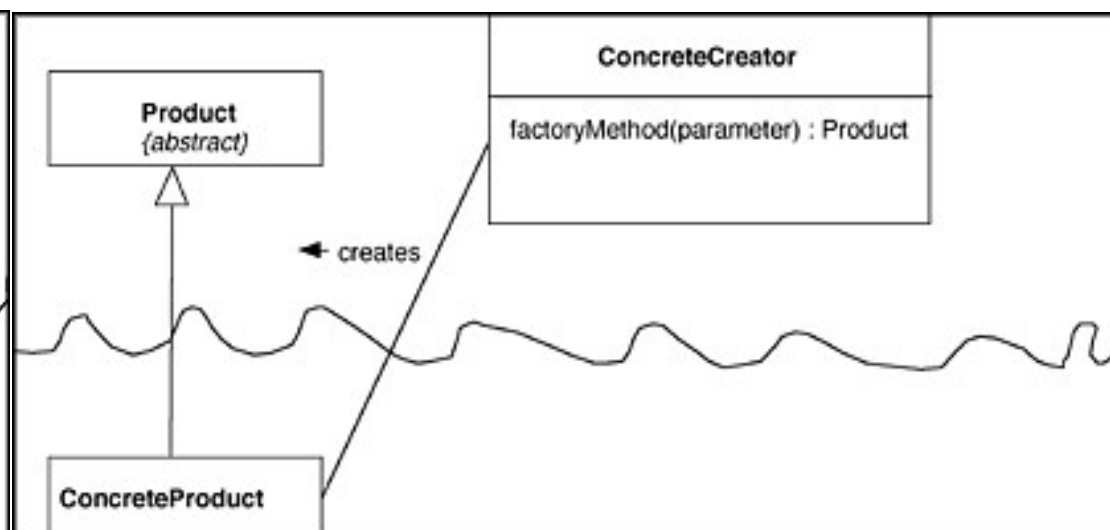 Product
{abstract}
ConcreteCreator
factoryMethod(parameter) : Product
creates
ConcreteProduct